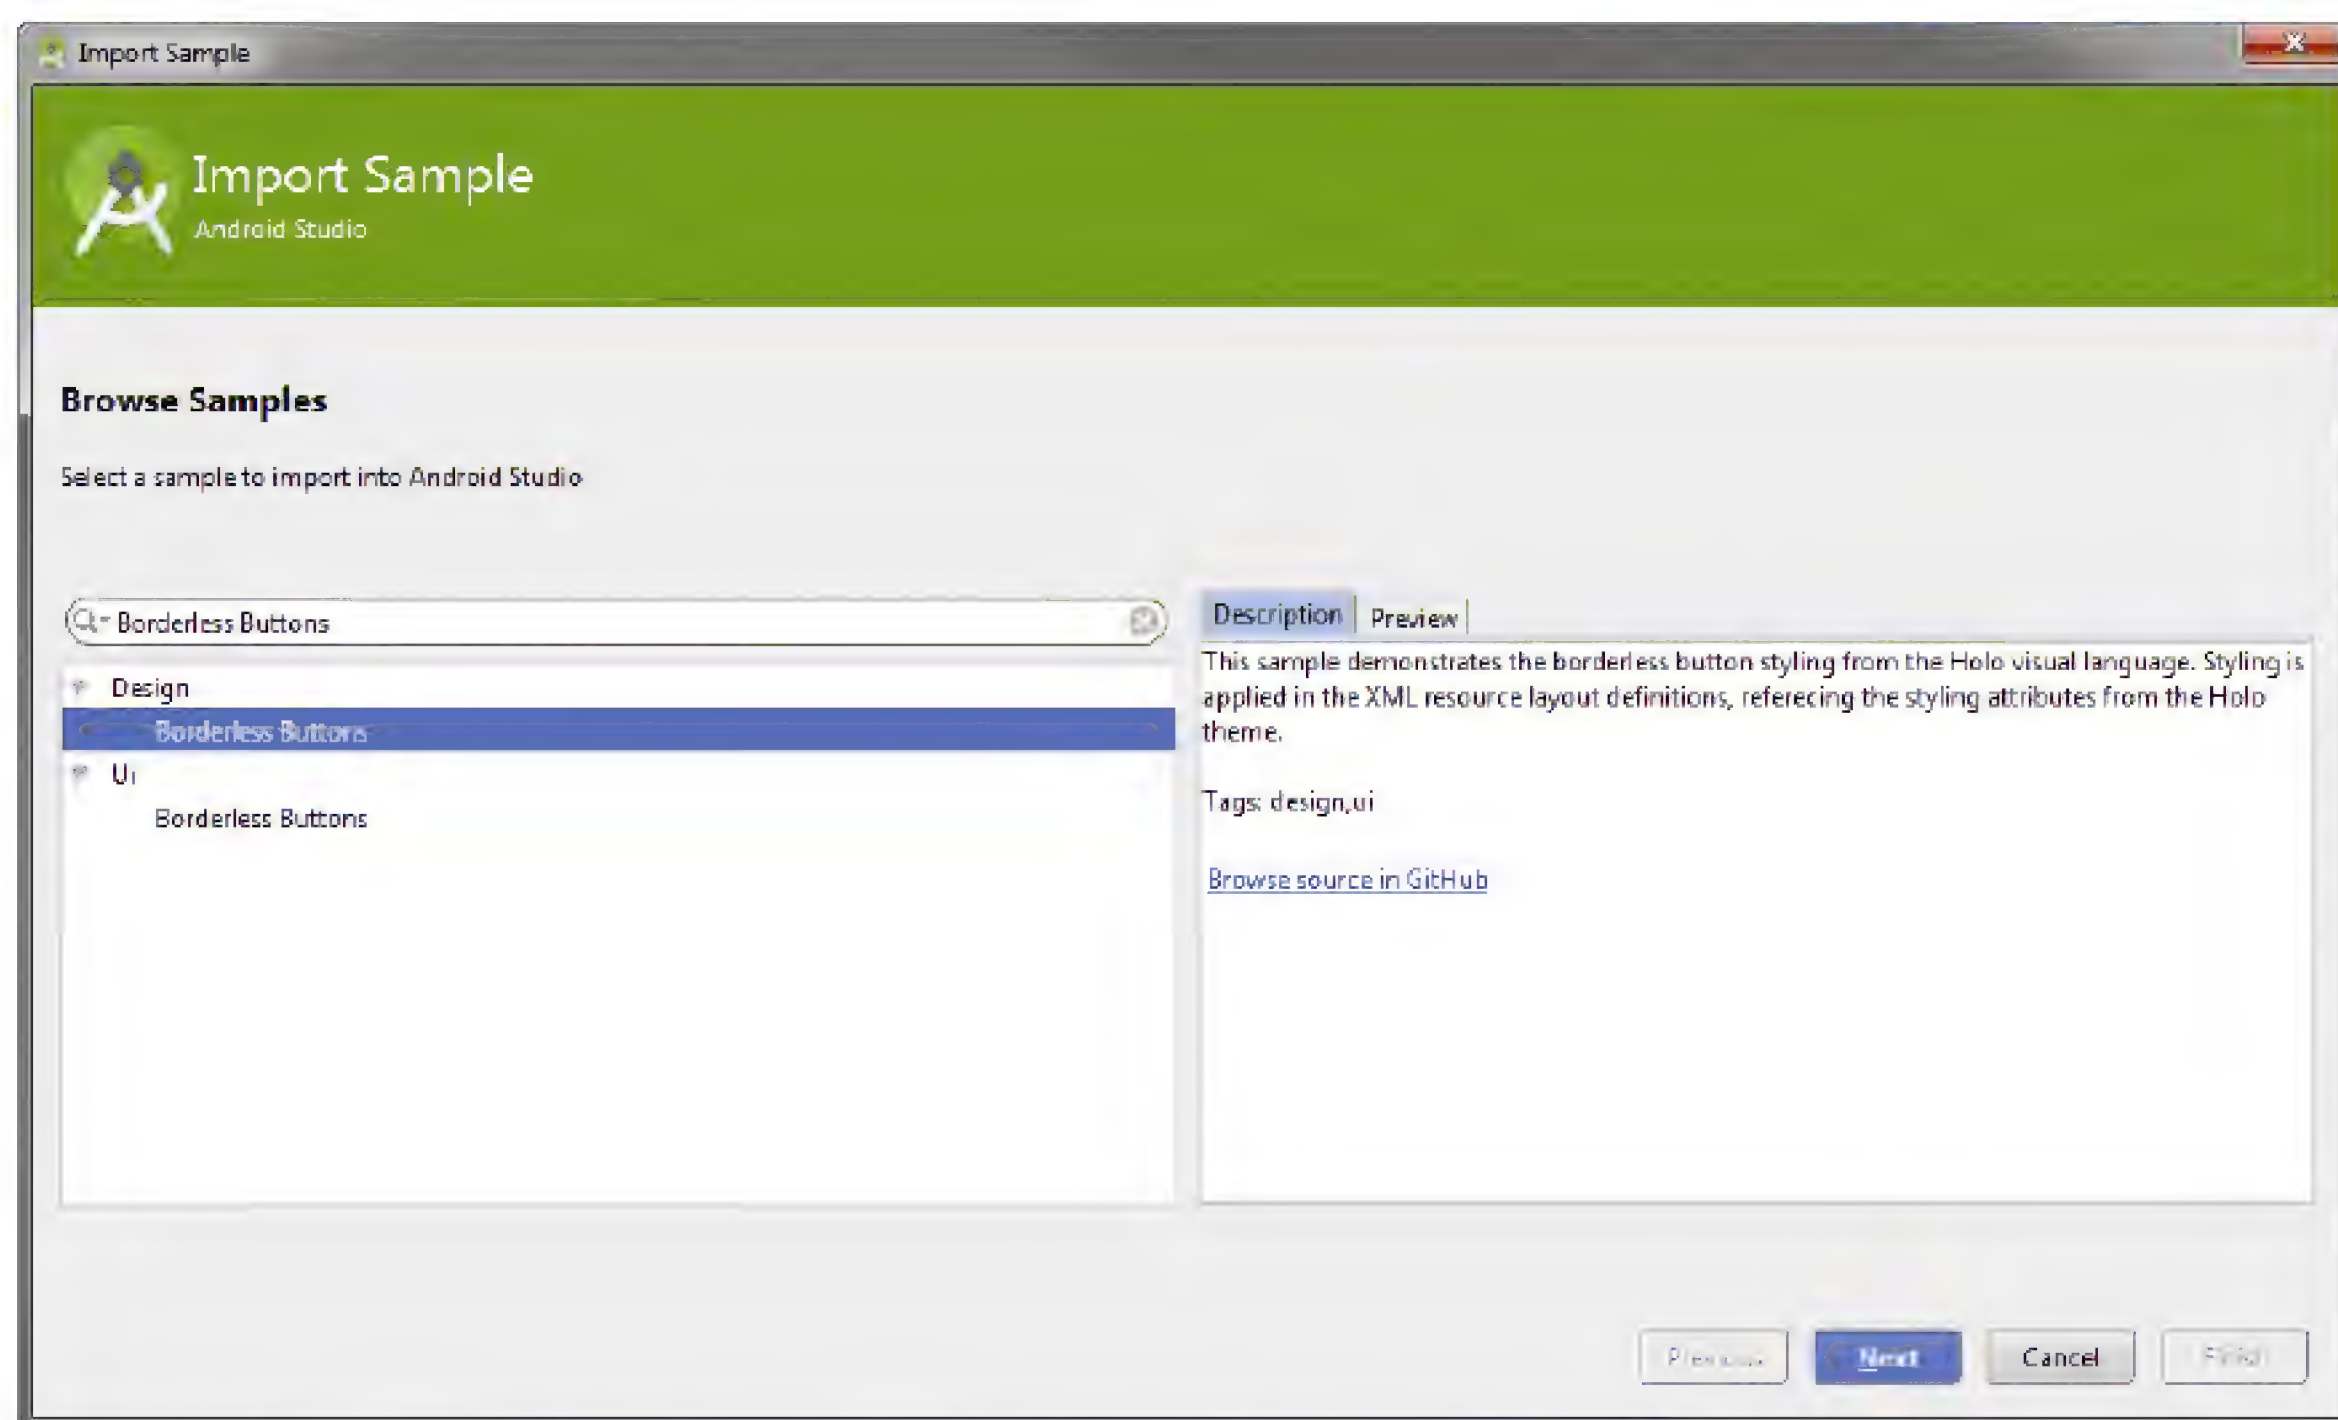 Import Sample
Import Sample
Android Studio
Browse Samples
Select a sample to import into Android Studio
Borderless Buttons
Design
Borderless Buttons
Ui
Borderless Buttons
Description Preview
This sample demonstrates the borderless button styling from the Holo visual language. Styling is
applied in the XML resource layout definitions, referecing the styling attributes from the Holo
theme.
Tags: design,ui
Browse source in GitHub
Previous Next Cancel Finish